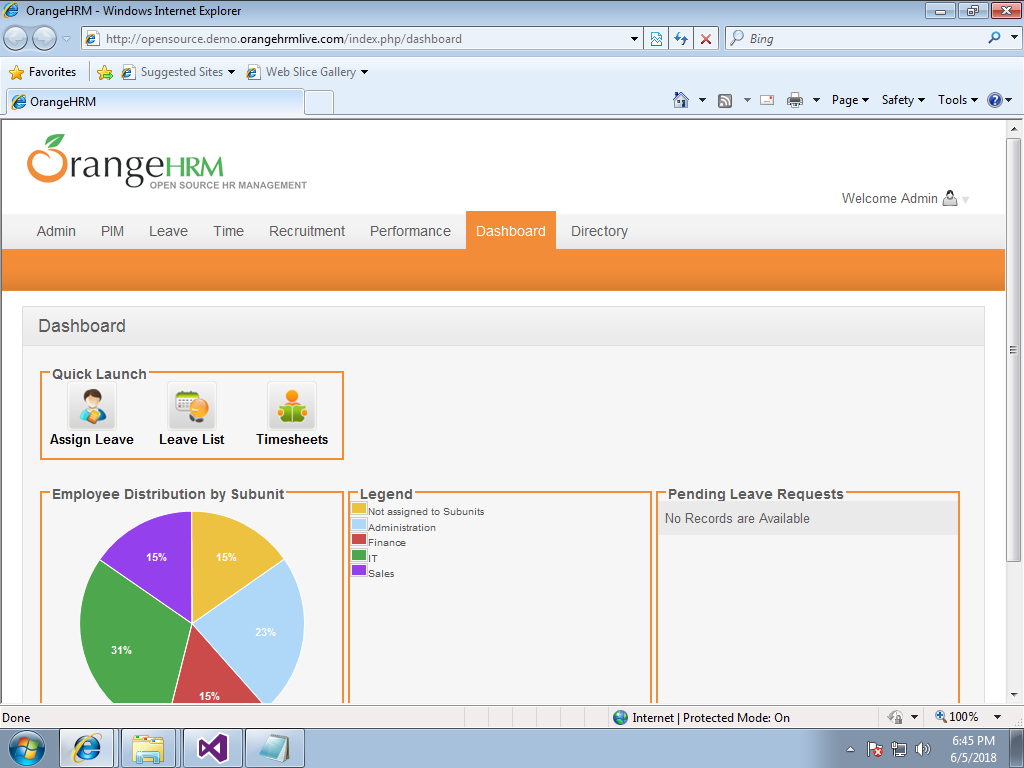 OrangeHRM - Windows Internet Explorer
http://opensource.demo.orangehrmlive.com/index.php/dashboard
Bing
Favorites
Suggested Sites
Web Slice Gallery
OrangeHRM
Page
Safety
Tools
OrangeHRM
OPEN SOURCE HR MANAGEMENT
Welcome Admin
Admin
PIM
Leave
Time
Recruitment
Performance
Dashboard
Directory
Dashboard
Quick Launch
Assign Leave
Leave List
Timesheets
Employee Distribution by Subunit
15%
15%
23%
31%
15%
Legend
Not assigned to Subunits
Administration
Finance
IT
Sales
Pending Leave Requests
No Records are Available
Done
Internet | Protected Mode: On
100%
6:45 PM
6/5/2018